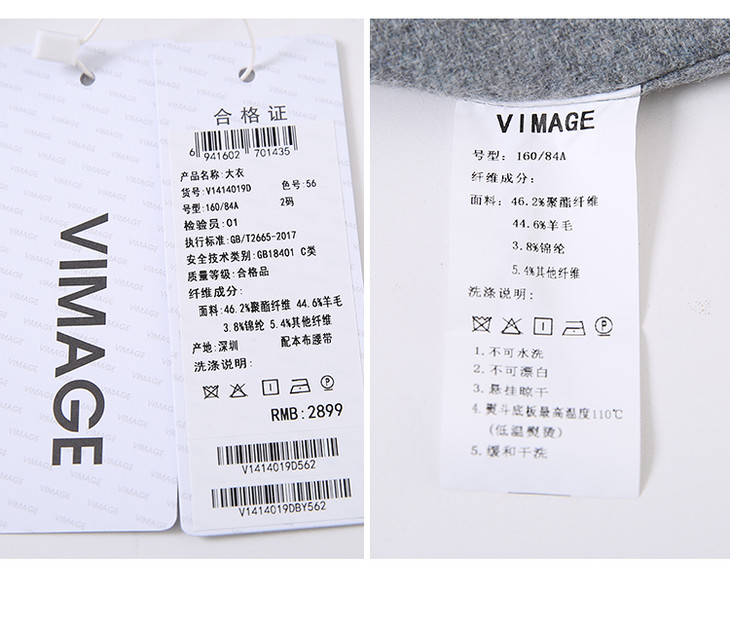 VIMAGE
合格证
6 941602 701435
产品名称:大衣
货号:V1414019D 色号:56
号型:160/84A 2码
检验员:01
执行标准:GB/T2665-2017
安全技术类别:GB18401 C类
质量等级:合格品
纤维成分:
面料:46.2%聚酯纤维 44.6%羊毛
3.8%锦纶 5.4%其他纤维
产地:深圳 配本布腰带
洗涤说明:
P
RMB:2899
V1414019D562
V1414019DBY562
VIMAGE
号型: 160/84A
纤维成分:
面料: 46.2%聚酯纤维
44.6%羊毛
3.8%锦纶
5.4%其他纤维
洗涤说明:
P
1.不可水洗
2.不可漂白
3.悬挂晾干
4.熨斗底板最高温度110℃
(低温熨烫)
5.缓和干洗